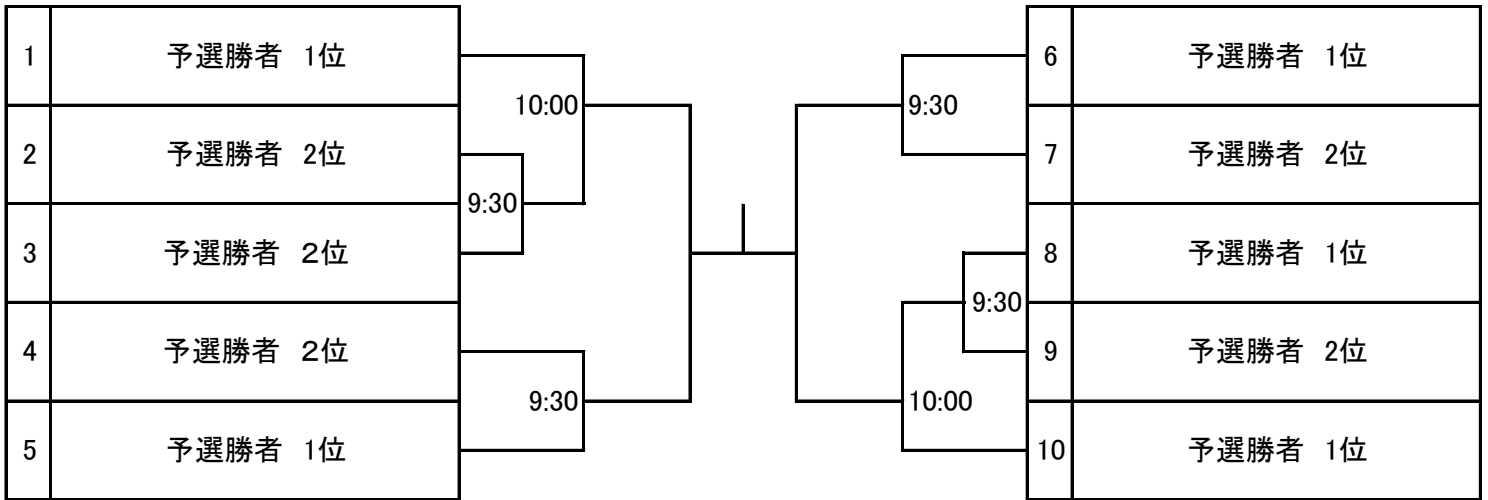 1 予選勝者 1位
10:00
2 予選勝者 2位
9:30
3 予選勝者 ２位
4 予選勝者 ２位
9:30
5 予選勝者 1位
6 予選勝者 1位
9:30
7 予選勝者 2位
8 予選勝者 1位
9:30
9 予選勝者 2位
10:00
10 予選勝者 1位